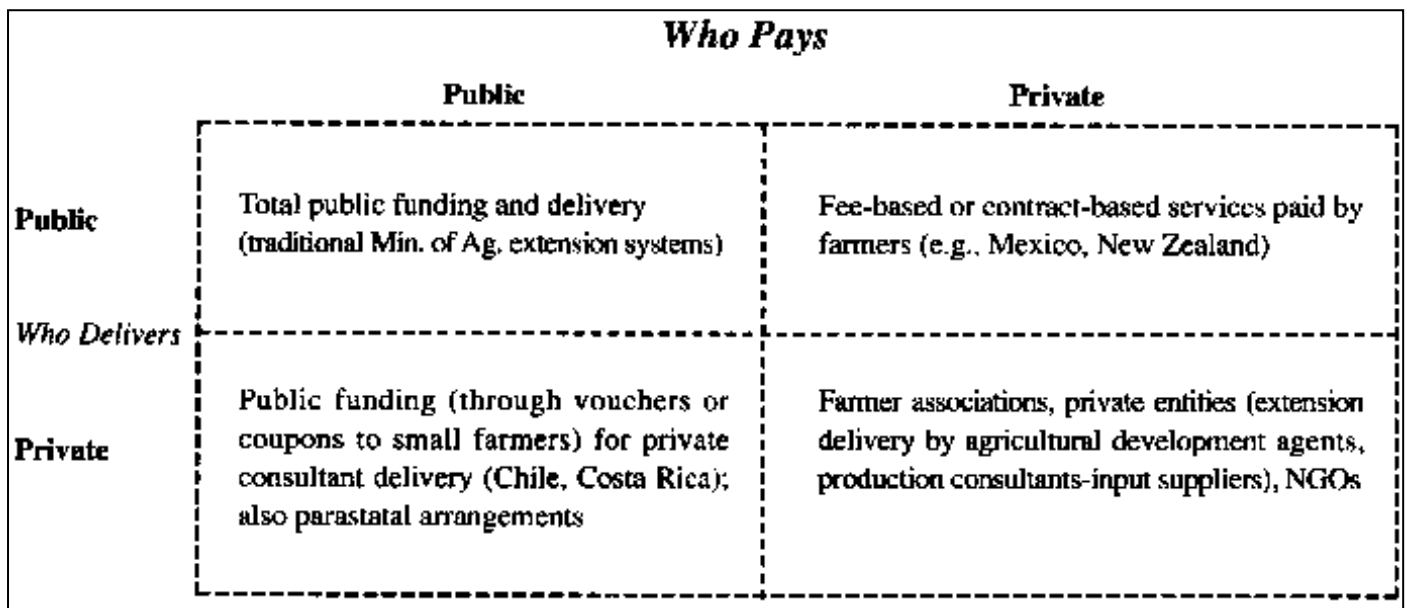 Who Pays
Public
Private
Public
Total public funding and delivery
(traditional Min. of Ag. extension systems)
Fee-based or contract-based services paid by
farmers (e.g., Mexico, New Zealand)
Who Delivers
Private
Public funding (through vouchers or
coupons to small farmers) for private
consultant delivery (Chile, Costa Rica);
also parastatal arrangements
Farmer associations, private entities (extension
delivery by agricultural development agents,
production consultants-input suppliers), NGOs